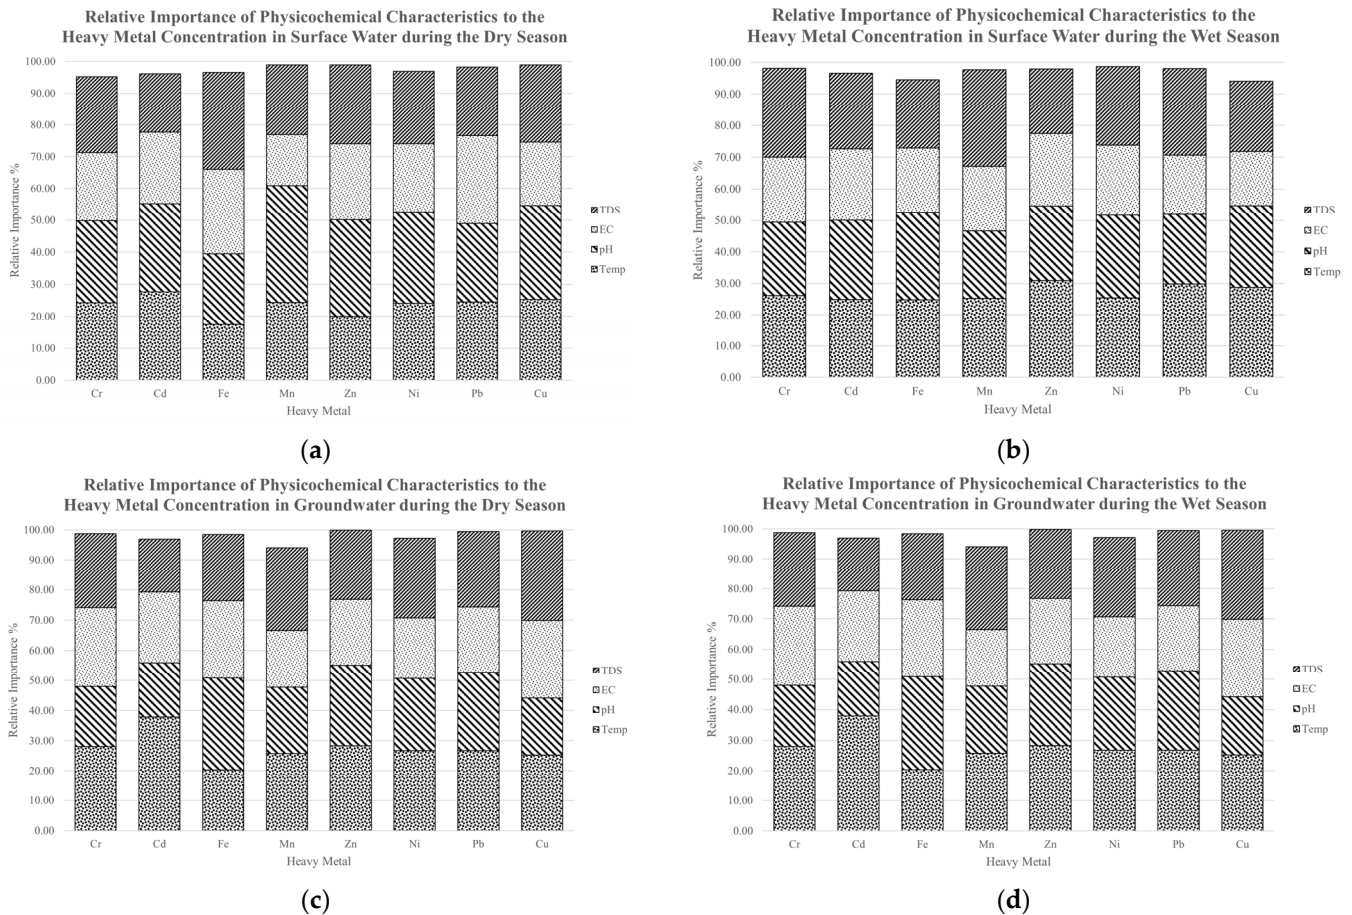 Relative Importance of Physicochemical Characteristics to the
Heavy Metal Concentration in Surface Water during the Dry Season
100.00
90.00
80.00
70.00
60.00
50.00
40.00
30.00
20.00
10.00
0.00
Relative Importance %
TDS
EC
pH
Temp
Cr Cd Fe Mn Zn Ni Pb Cu
Heavy Metal
(a)
Relative Importance of Physicochemical Characteristics to the
Heavy Metal Concentration in Surface Water during the Wet Season
100.00
90.00
80.00
70.00
60.00
50.00
40.00
30.00
20.00
10.00
0.00
Relative Importance %
TDS
EC
pH
Temp
Cr Cd Fe Mn Zn Ni Pb Cu
Heavy Metal
(b)
Relative Importance of Physicochemical Characteristics to the
Heavy Metal Concentration in Groundwater during the Dry Season
100.00
90.00
80.00
70.00
60.00
50.00
40.00
30.00
20.00
10.00
0.00
Relative Importance %
TDS
EC
pH
Temp
Cr Cd Fe Mn Zn Ni Pb Cu
Heavy Metal
(c)
Relative Importance of Physicochemical Characteristics to the
Heavy Metal Concentration in Groundwater during the Wet Season
100.00
90.00
80.00
70.00
60.00
50.00
40.00
30.00
20.00
10.00
0.00
Relative Importance %
TDS
EC
pH
Temp
Cr Cd Fe Mn Zn Ni Pb Cu
Heavy Metal
(d)